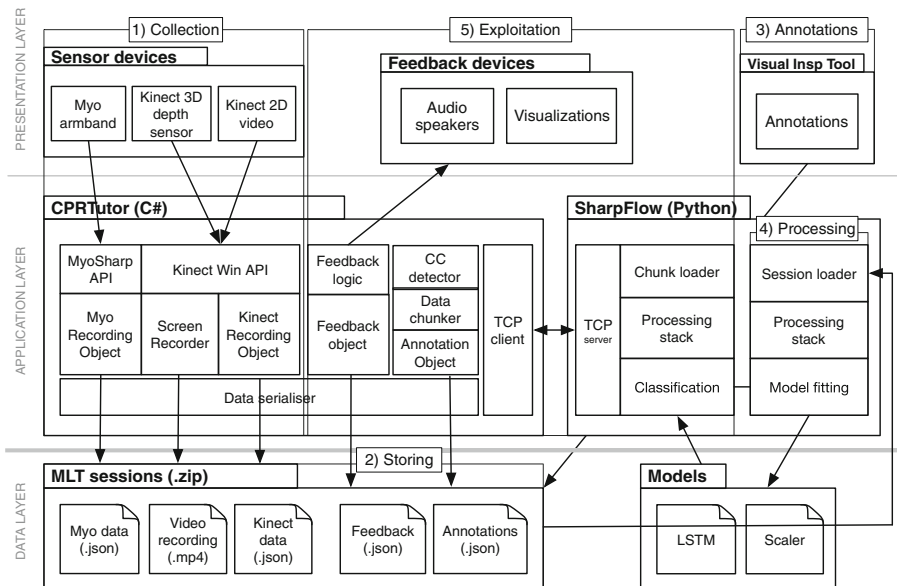 PRESENTATION LAYER
1) Collection
5) Exploitation
3) Annotations
Sensor devices
Feedback devices
Visual Insp Tool
Myo
armband
Kinect 3D
depth
sensor
Kinect 2D
video
Audio
speakers
Visualizations
Annotations
APPLICATION LAYER
CPRTutor (C#)
SharpFlow (Python)
4) Processing
MyoSharp
API
Kinect Win API
Feedback
logic
CC
detector
Data
chunker
Annotation
Object
Myo
Recording
Object
Screen
Recorder
Kinect
Recording
Object
Feedback
object
TCP
client
Data serialiser
TCP
server
Chunk loader
Processing
stack
Classification
Session loader
Processing
stack
Model fitting
DATA LAYER
2) Storing
MLT sessions (.zip)
Models
Myo data
(.json)
Video
recording
(.mp4)
Kinect
data
(.json)
Feedback
(.json)
Annotations
(.json)
LSTM
Scaler